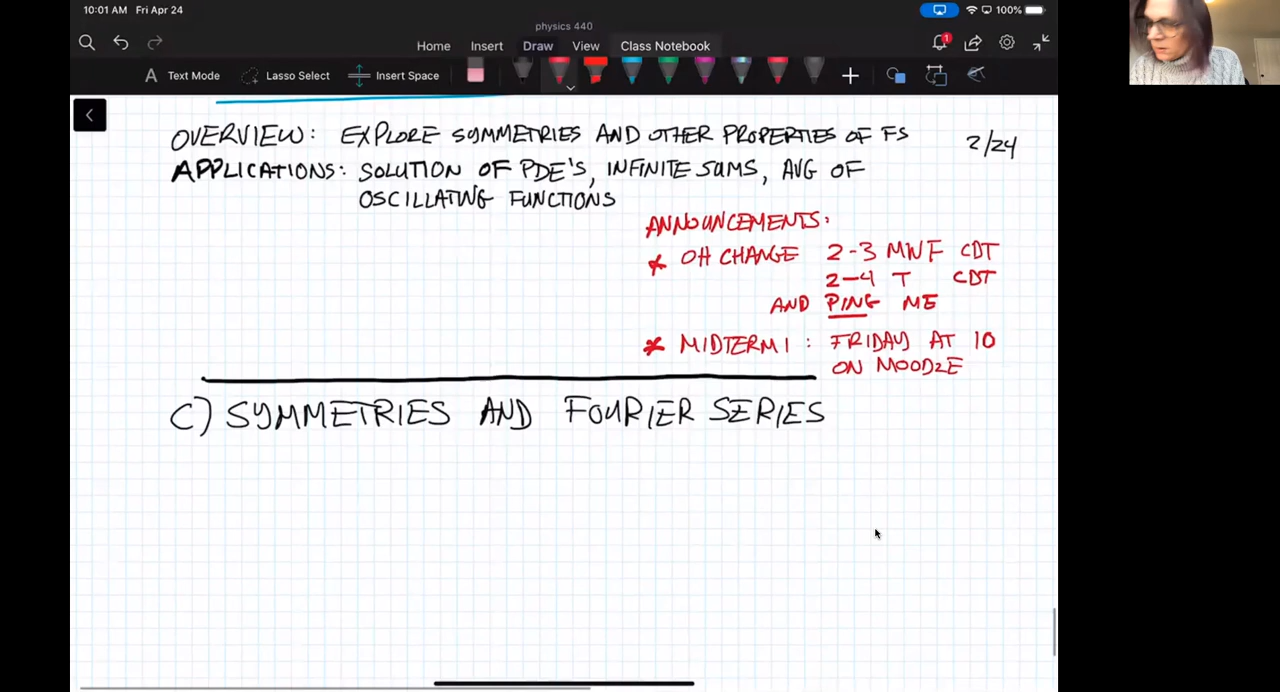 10:01 AM Fri Apr 24
100%
physics 440
Home Insert Draw View Class Notebook
1
Text Mode Lasso Select Insert Space
OVERVIEW: EXPLORE SYMMETRIES AND OTHER PROPERTIES OF FS
2/24
APPLICATIONS: SOLUTION OF PDE'S, INFINITE SUMS, AVG OF
OSCILLATING FUNCTIONS
ANNOUNCEMENTS:
* OH CHANGE 2-3 MWF CDT
2-4 T CDT
AND PING ME
* MIDTERM 1: FRIDAY AT 10
ON MOODLE
C) SYMMETRIES AND FOURIER SERIES